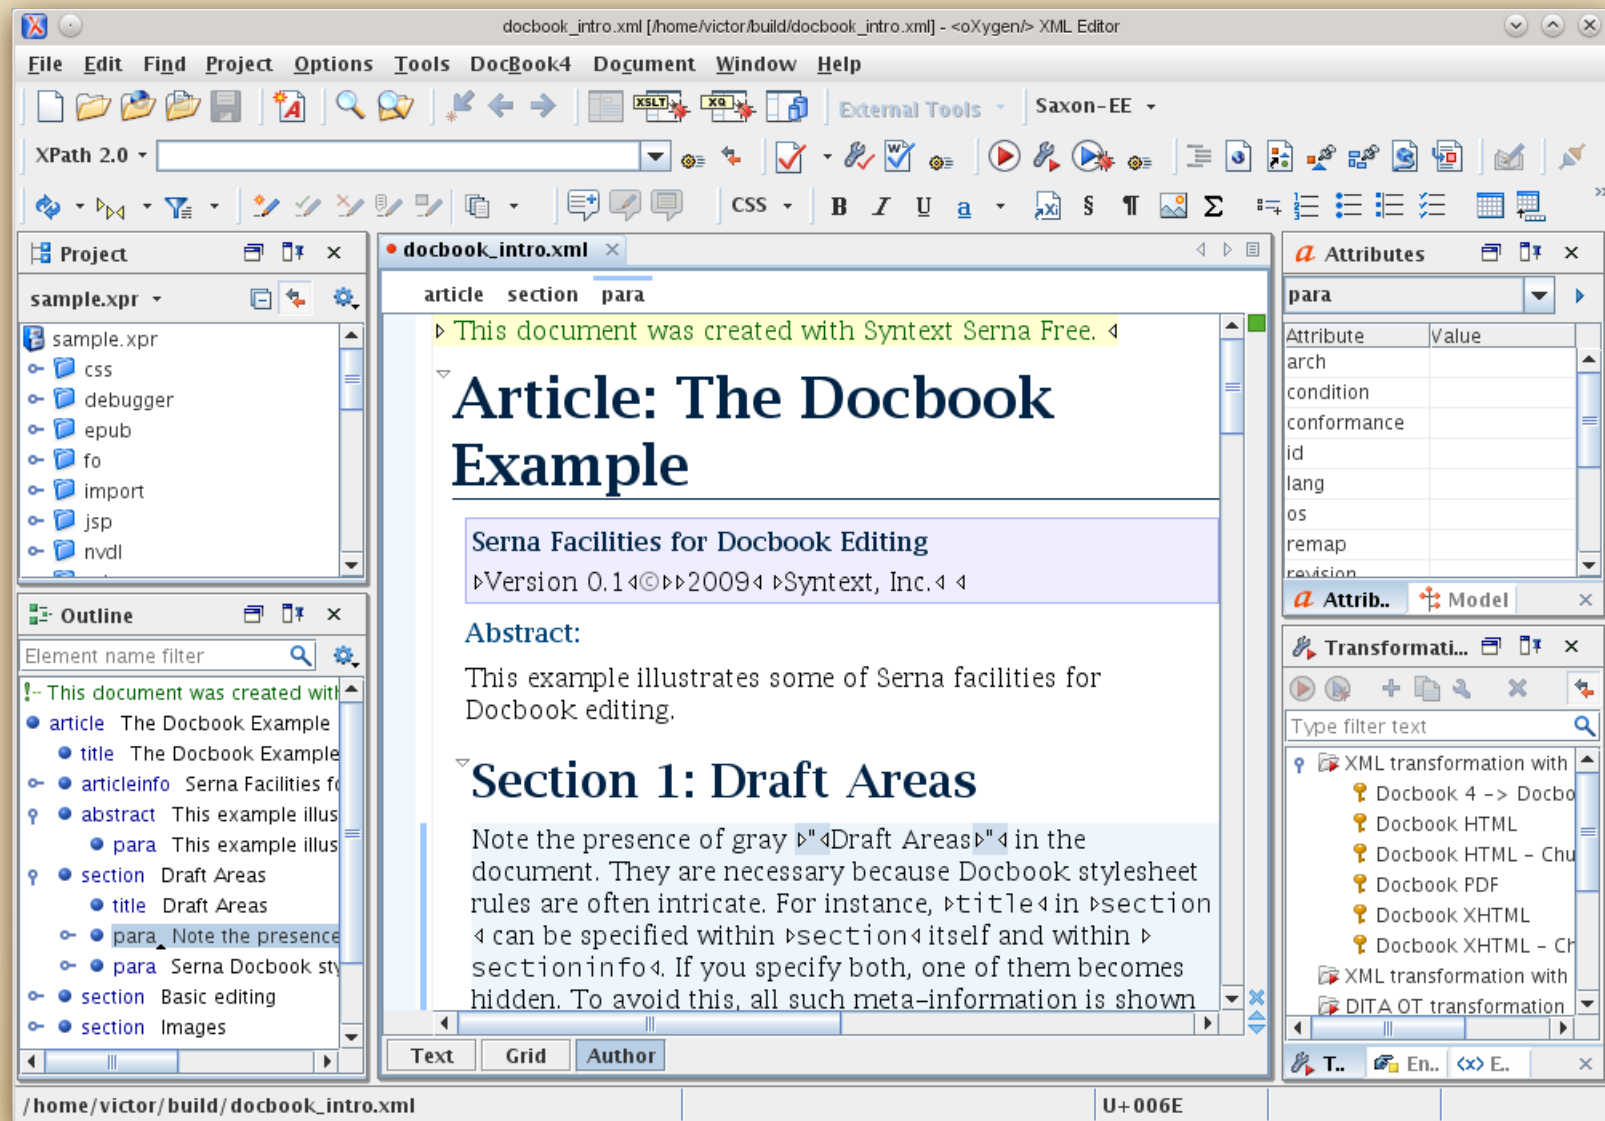 docbook_intro.xml [/home/victor/build/docbook_intro.xml] - <oXygen/> XML Editor
File Edit Find Project Options Tools DocBook4 Document Window Help
XSLT XQ External Tools Saxon-EE
XPath 2.0
CSS B I U a § ¶ Σ
Project
sample.xpr
sample.xpr
css
debugger
epub
fo
import
jsp
nvdl
Outline
Element name filter
!-- This document was created with
article The Docbook Example
title The Docbook Example
articleinfo Serna Facilities fo
abstract This example illus
para This example illus
section Draft Areas
title Draft Areas
para Note the presence
para Serna Docbook sty
section Basic editing
section Images
docbook_intro.xml
article section para
This document was created with Syntext Serna Free.
Article: The Docbook
Example
Serna Facilities for Docbook Editing
Version 0.1©2009 Syntext, Inc.
Abstract:
This example illustrates some of Serna facilities for
Docbook editing.
Section 1: Draft Areas
Note the presence of gray "Draft Areas" in the
document. They are necessary because Docbook stylesheet
rules are often intricate. For instance, title in section
can be specified within section itself and within
sectioninfo. If you specify both, one of them becomes
hidden. To avoid this, all such meta-information is shown
Text Grid Author
Attributes
para
Attribute Value
arch
condition
conformance
id
lang
os
remap
revision
Attrib.. Model
Transformati...
Type filter text
XML transformation with
Docbook 4 -> Docbo
Docbook HTML
Docbook HTML - Chu
Docbook PDF
Docbook XHTML
Docbook XHTML - Ch
XML transformation with
DITA OT transformation
T.. En.. E..
/home/victor/build/docbook_intro.xml
U+006E